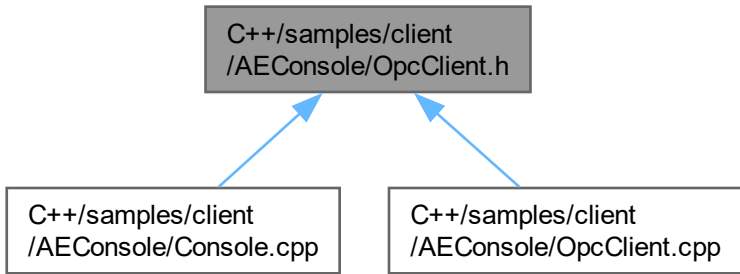 C++/samples/client
/AEConsole/OpcClient.h
C++/samples/client
/AEConsole/Console.cpp
C++/samples/client
/AEConsole/OpcClient.cpp